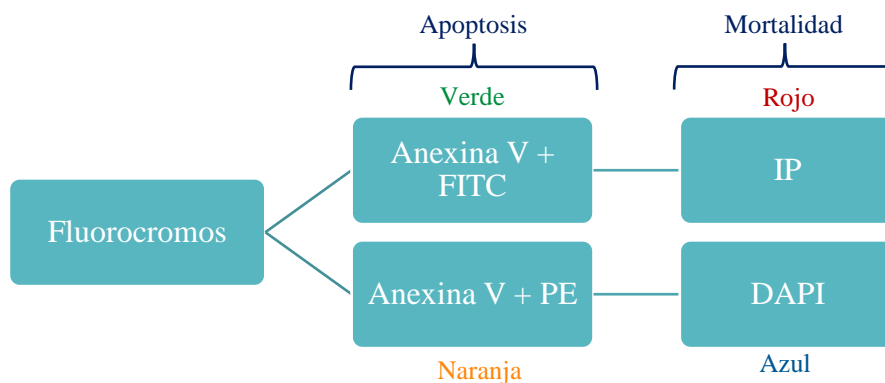 Apoptosis
Mortalidad
Verde
Rojo
Anexina V +
FITC
IP
Fluorocromos
Anexina V + PE
DAPI
Naranja
Azul